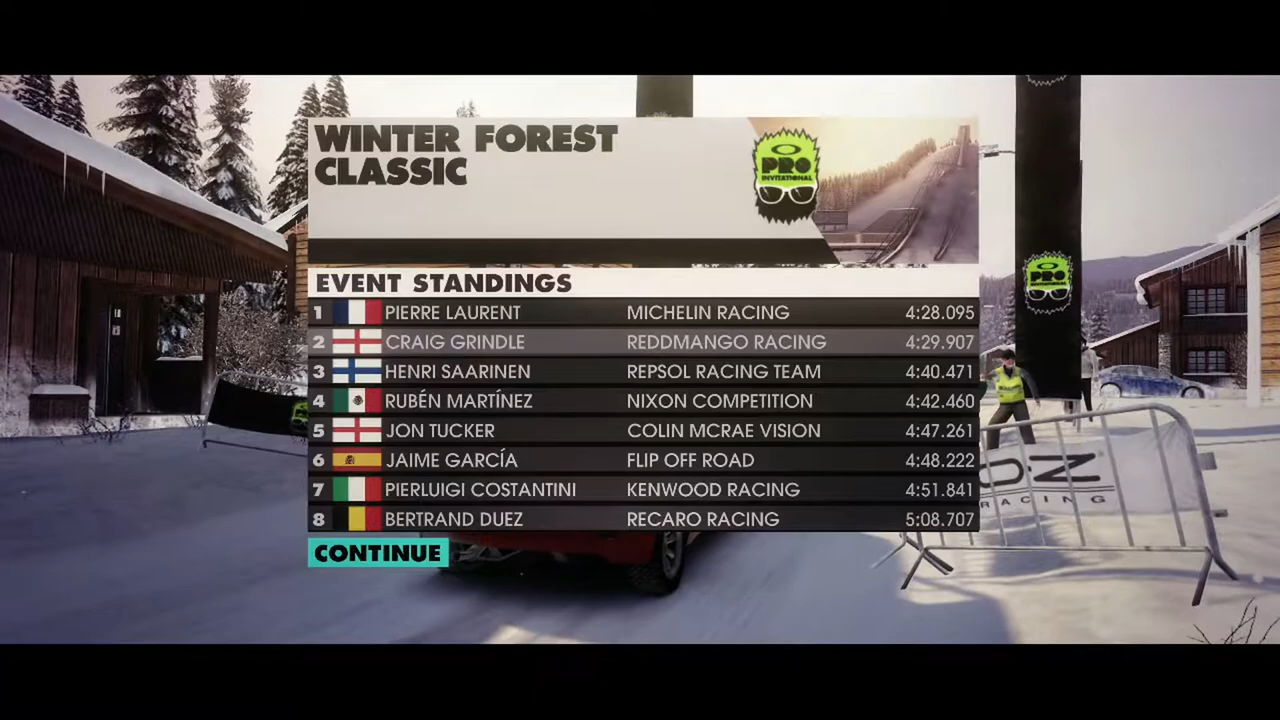 WINTER FOREST
CLASSIC
PRO
INVITATIONAL
PRO
INVITATIONAL
EVENT STANDINGS
1 PIERRE LAURENT MICHELIN RACING 4:28.095
2 CRAIG GRINDLE REDDMANGO RACING 4:29.907
3 HENRI SAARINEN REPSOL RACING TEAM 4:40.471
4 RUBÉN MARTÍNEZ NIXON COMPETITION 4:42.460
5 JON TUCKER COLIN MCRAE VISION 4:47.261
6 JAIME GARCÍA FLIP OFF ROAD 4:48.222
7 PIERLUIGI COSTANTINI KENWOOD RACING 4:51.841
8 BERTRAND DUEZ RECARO RACING 5:08.707
OZ
RACING
CONTINUE